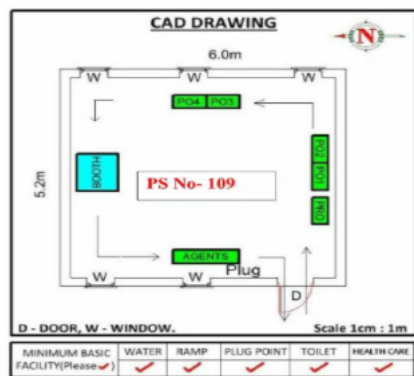 CAD DRAWING
N
6.0m
W W W
PO4 PO3
5.2m
BOOTH
PO2 PO1
PS No- 109
PRO
AGENTS
Plug
W W
D
D - DOOR, W - WINDOW. Scale 1cm : 1m
MINIMUM BASIC FACILITY(Please ✓) WATER RAMP PLUG POINT TOILET HEALTH CARE
✓ ✓ ✓ ✓ ✓